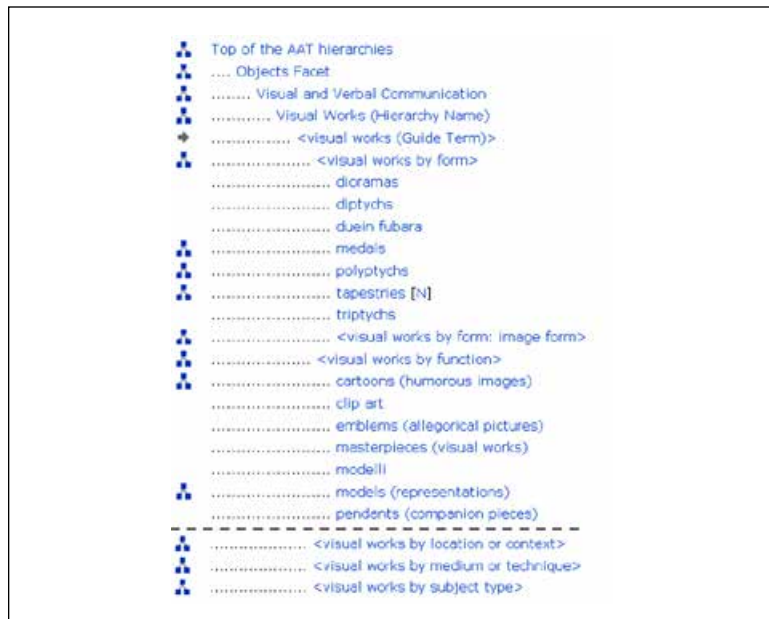 Top of the AAT hierarchies
.... Objects Facet
........ Visual and Verbal Communication
............ Visual Works (Hierarchy Name)
................ <visual works (Guide Term)>
.................... <visual works by form>
........................ dioramas
........................ diptychs
........................ duein fubara
........................ medals
........................ polyptychs
........................ tapestries [N]
........................ triptychs
........................ <visual works by form: image form>
.................... <visual works by function>
........................ cartoons (humorous images)
........................ clip art
........................ emblems (allegorical pictures)
........................ masterpieces (visual works)
........................ modelli
........................ models (representations)
........................ pendants (companion pieces)
.................... <visual works by location or context>
.................... <visual works by medium or technique>
.................... <visual works by subject type>